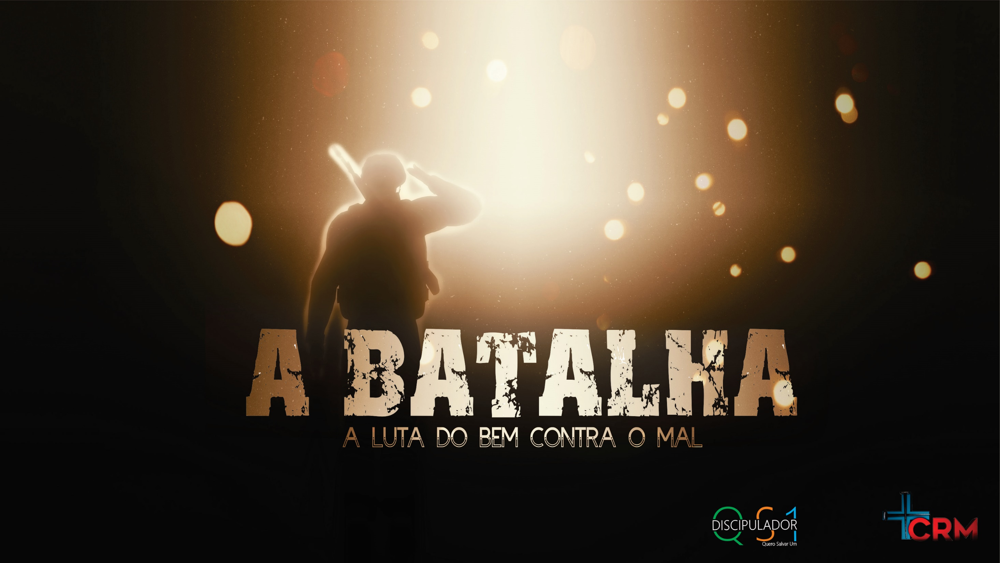 A BATALHA
A LUTA DO BEM CONTRA O MAL
QS1
DISCIPULADOR
Quero Salvar Um
CRM